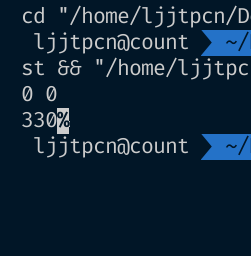 cd "/home/ljjtpcn/D
ljjtpcn@count ~/
st && "/home/ljjtpc
0 0
330%
ljjtpcn@count ~/